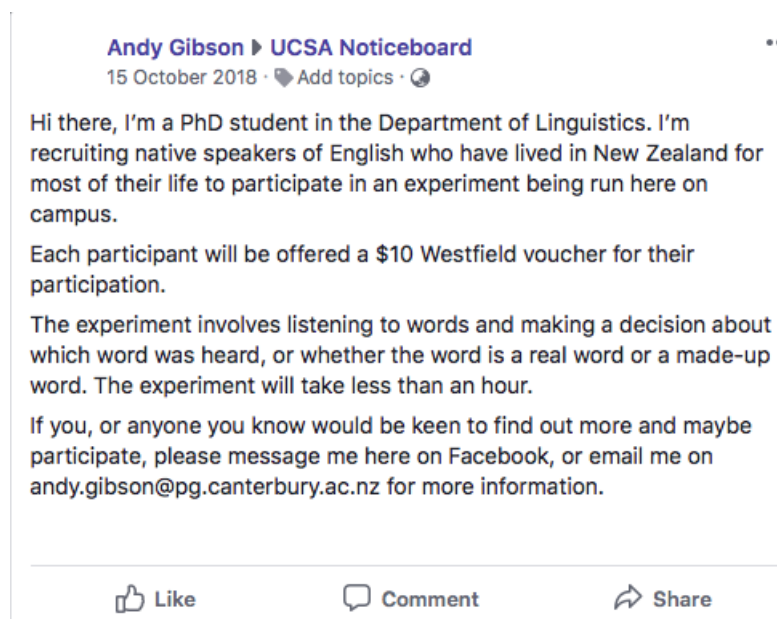 Andy Gibson ▸ UCSA Noticeboard
15 October 2018 · Add topics ·
Hi there, I'm a PhD student in the Department of Linguistics. I'm
recruiting native speakers of English who have lived in New Zealand for
most of their life to participate in an experiment being run here on
campus.
Each participant will be offered a $10 Westfield voucher for their
participation.
The experiment involves listening to words and making a decision about
which word was heard, or whether the word is a real word or a made-up
word. The experiment will take less than an hour.
If you, or anyone you know would be keen to find out more and maybe
participate, please message me here on Facebook, or email me on
andy.gibson@pg.canterbury.ac.nz for more information.
Like Comment Share